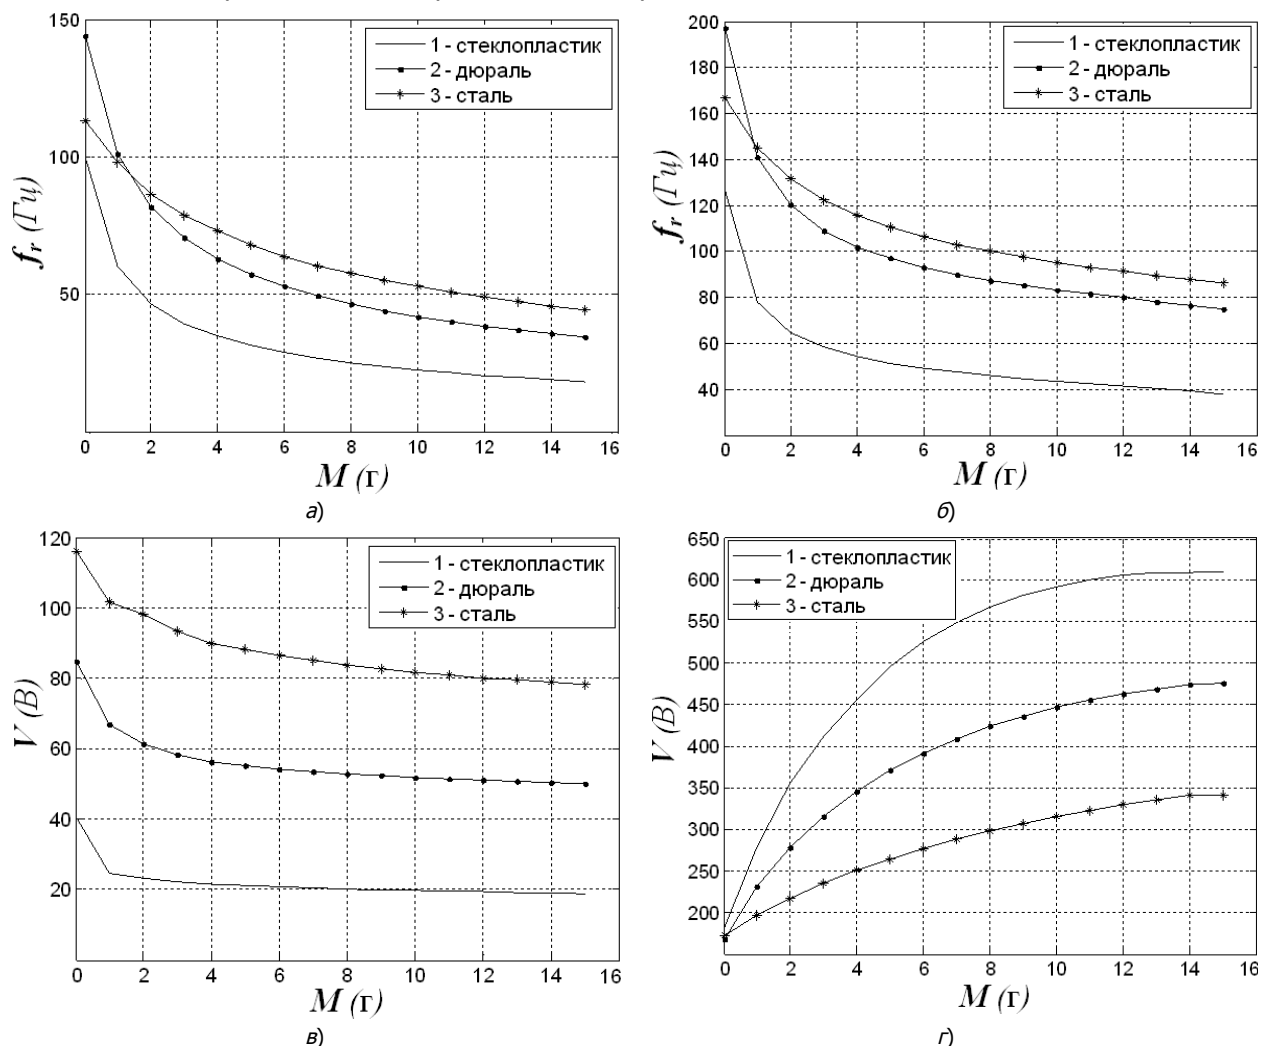 150
100
50
0
2
4
6
8
10
12
14
16
f_r (Гц)
M (г)
1 - стеклопластик
2 - дюраль
3 - сталь
а)
200
180
160
140
120
100
80
60
40
0
2
4
6
8
10
12
14
16
f_r (Гц)
M (г)
1 - стеклопластик
2 - дюраль
3 - сталь
б)
120
100
80
60
40
20
0
2
4
6
8
10
12
14
16
V (В)
M (г)
1 - стеклопластик
2 - дюраль
3 - сталь
в)
650
600
550
500
450
400
350
300
250
200
0
2
4
6
8
10
12
14
16
V (В)
M (г)
1 - стеклопластик
2 - дюраль
3 - сталь
г)